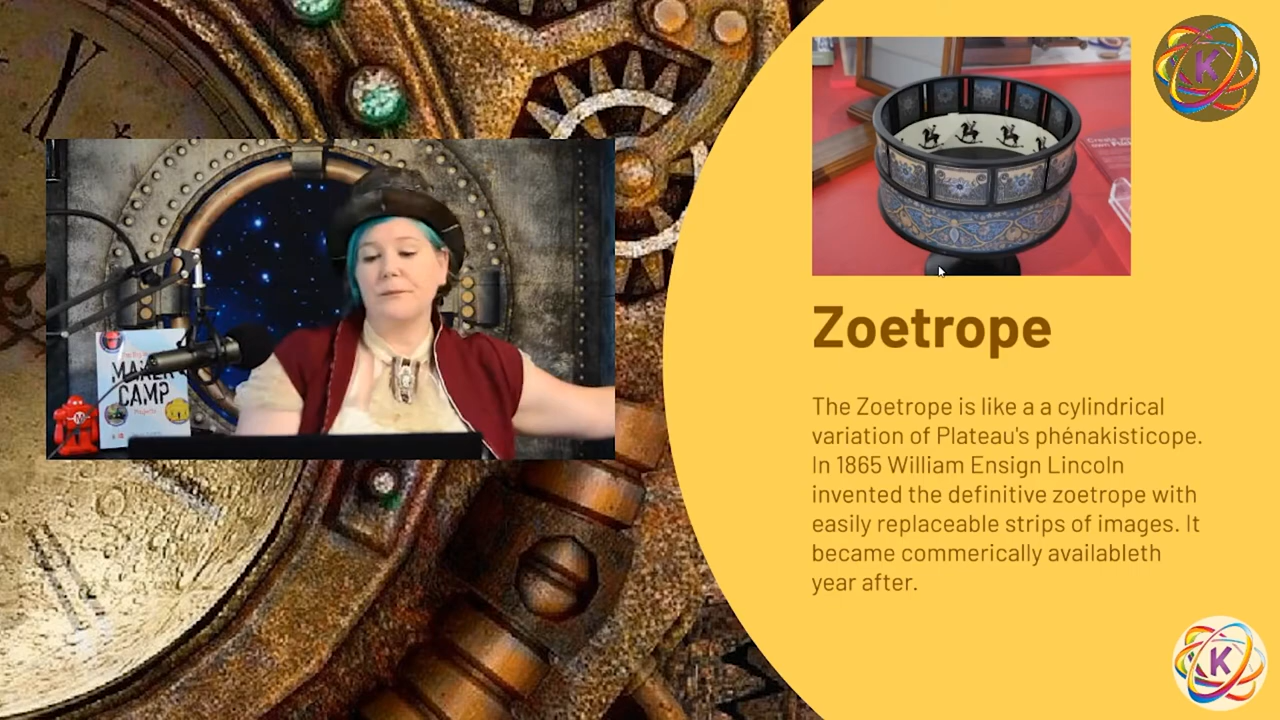 Zoetrope
The Zoetrope is like a a cylindrical
variation of Plateau's phénakisticope.
In 1865 William Ensign Lincoln
invented the definitive zoetrope with
easily replaceable strips of images. It
became commerically availableth
year after.
MAKER
CAMP
M
K
K